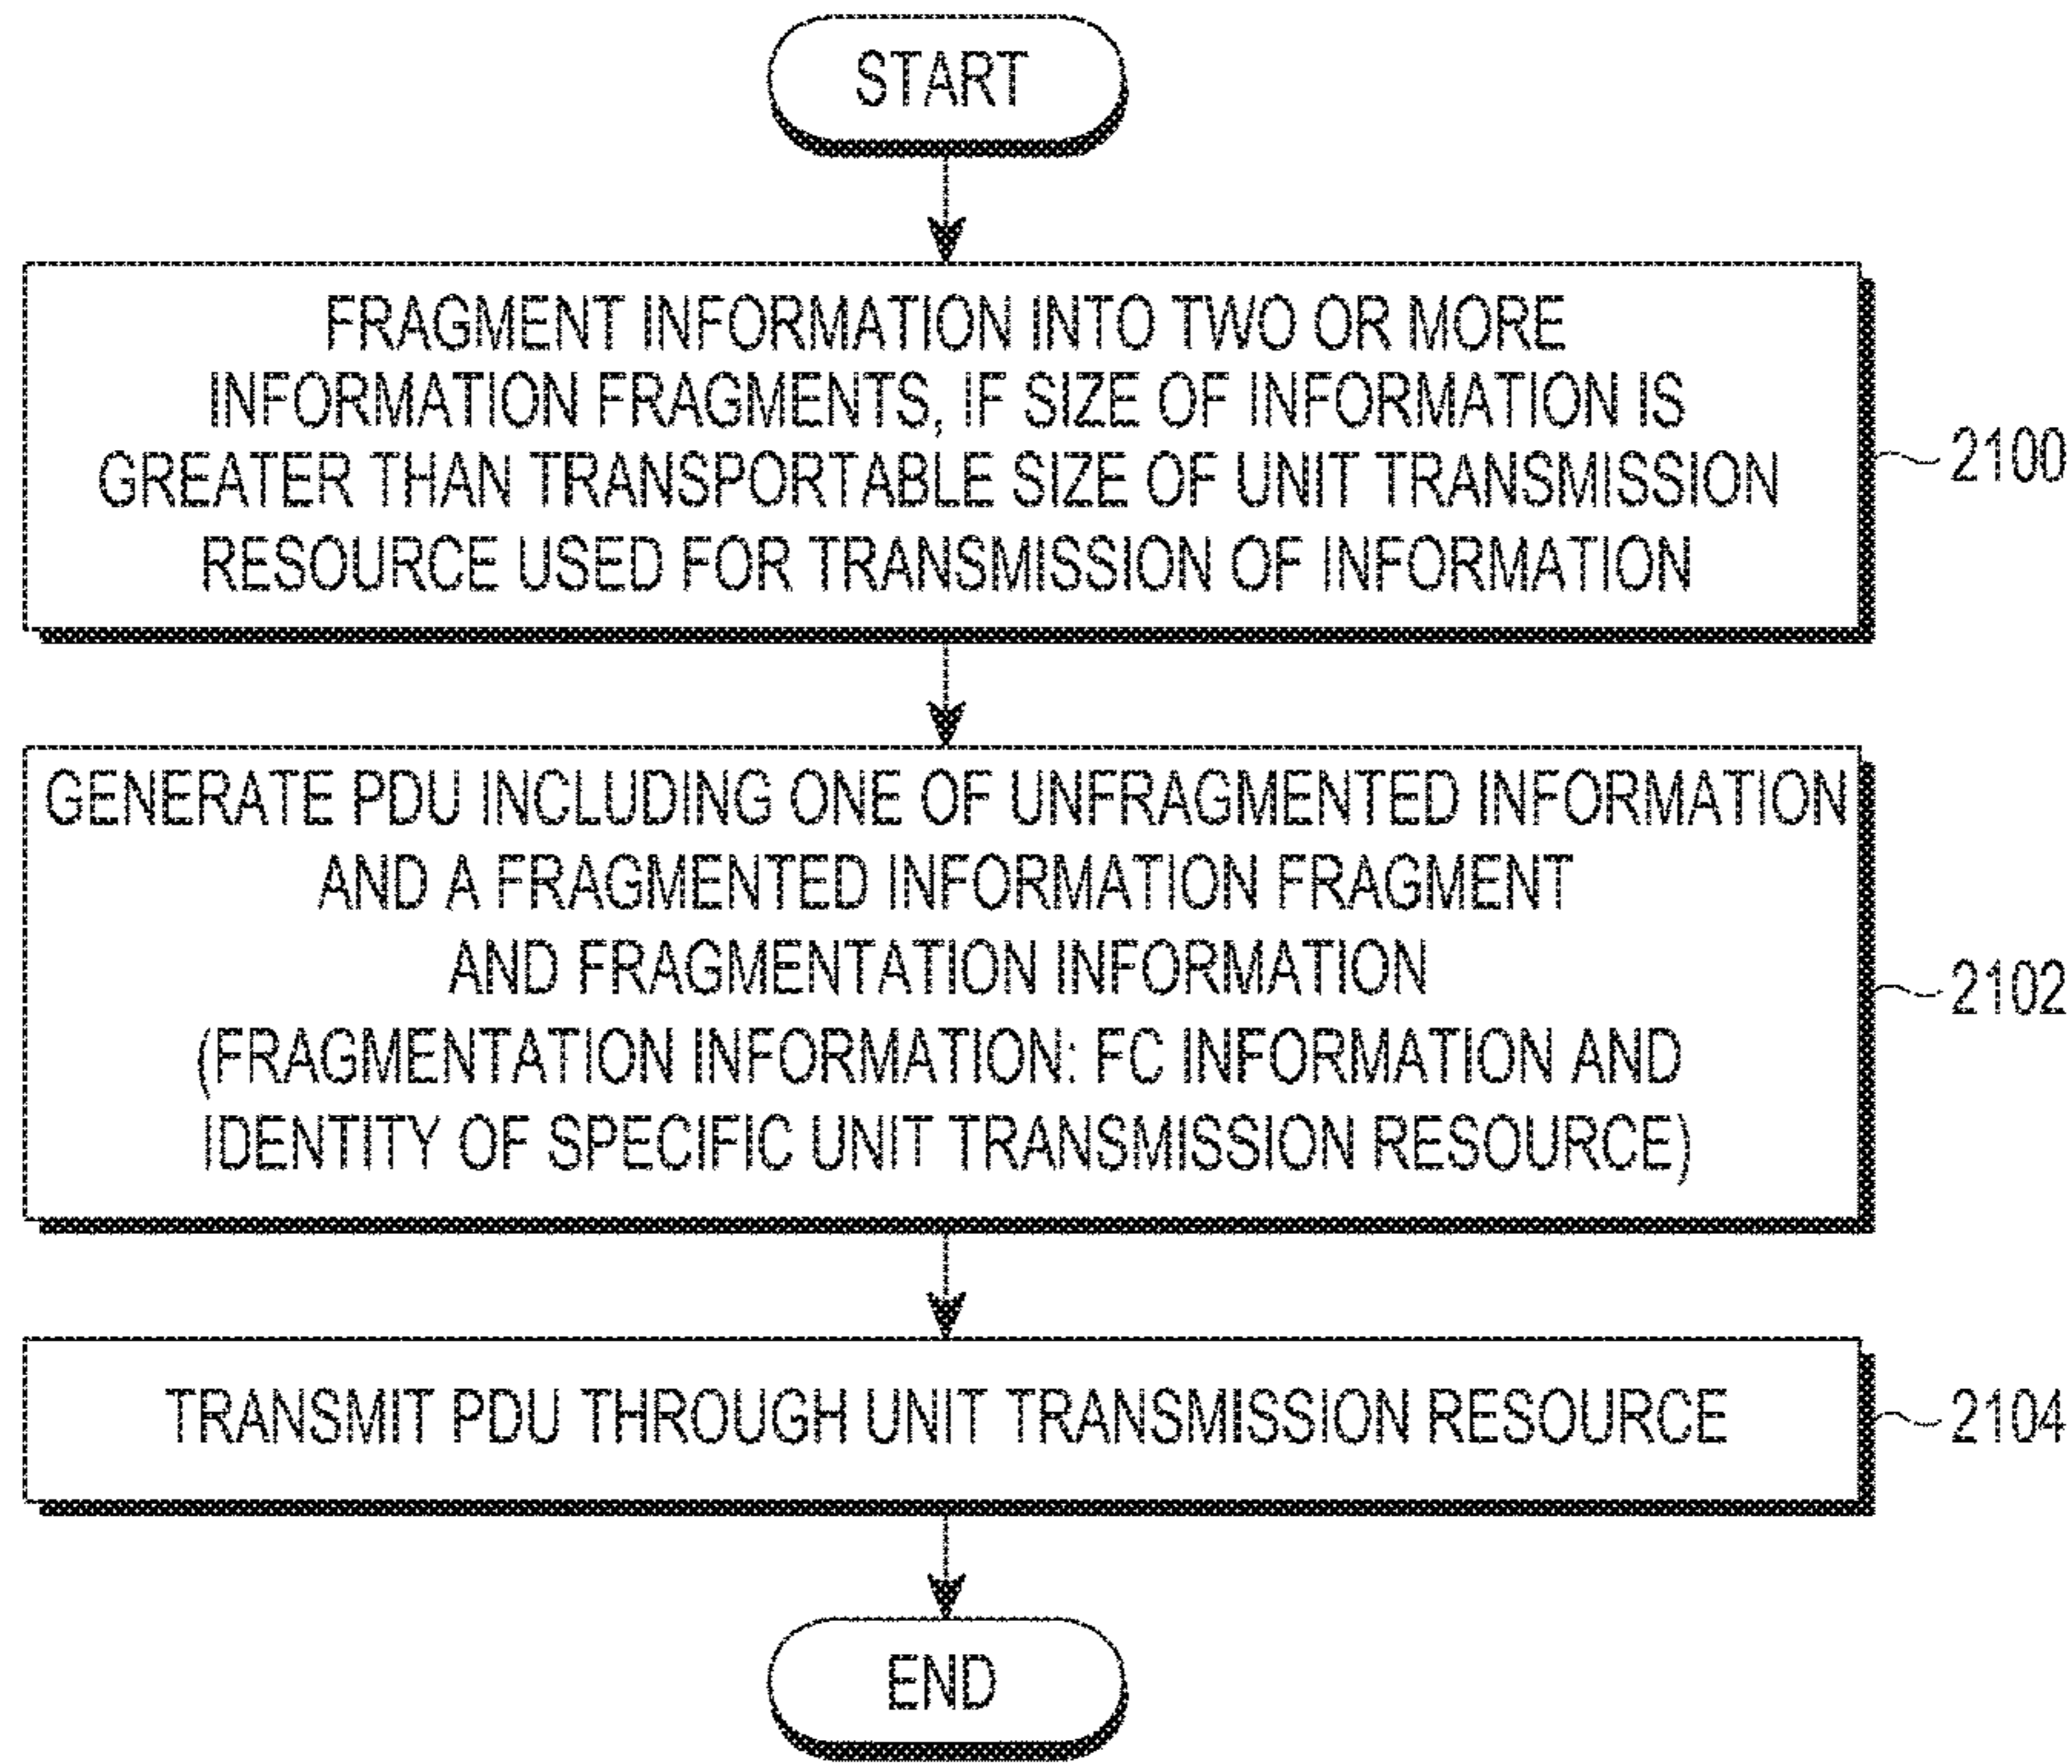 START
FRAGMENT INFORMATION INTO TWO OR MORE
INFORMATION FRAGMENTS, IF SIZE OF INFORMATION IS
GREATER THAN TRANSPORTABLE SIZE OF UNIT TRANSMISSION
RESOURCE USED FOR TRANSMISSION OF INFORMATION
2100
GENERATE PDU INCLUDING ONE OF UNFRAGMENTED INFORMATION
AND A FRAGMENTED INFORMATION FRAGMENT
AND FRAGMENTATION INFORMATION
(FRAGMENTATION INFORMATION: FC INFORMATION AND
IDENTITY OF SPECIFIC UNIT TRANSMISSION RESOURCE)
2102
TRANSMIT PDU THROUGH UNIT TRANSMISSION RESOURCE
2104
END